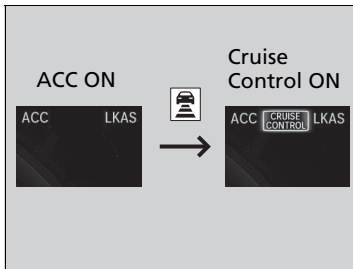 ACC ON
Cruise
Control ON
ACC LKAS
ACC CRUISE CONTROL LKAS